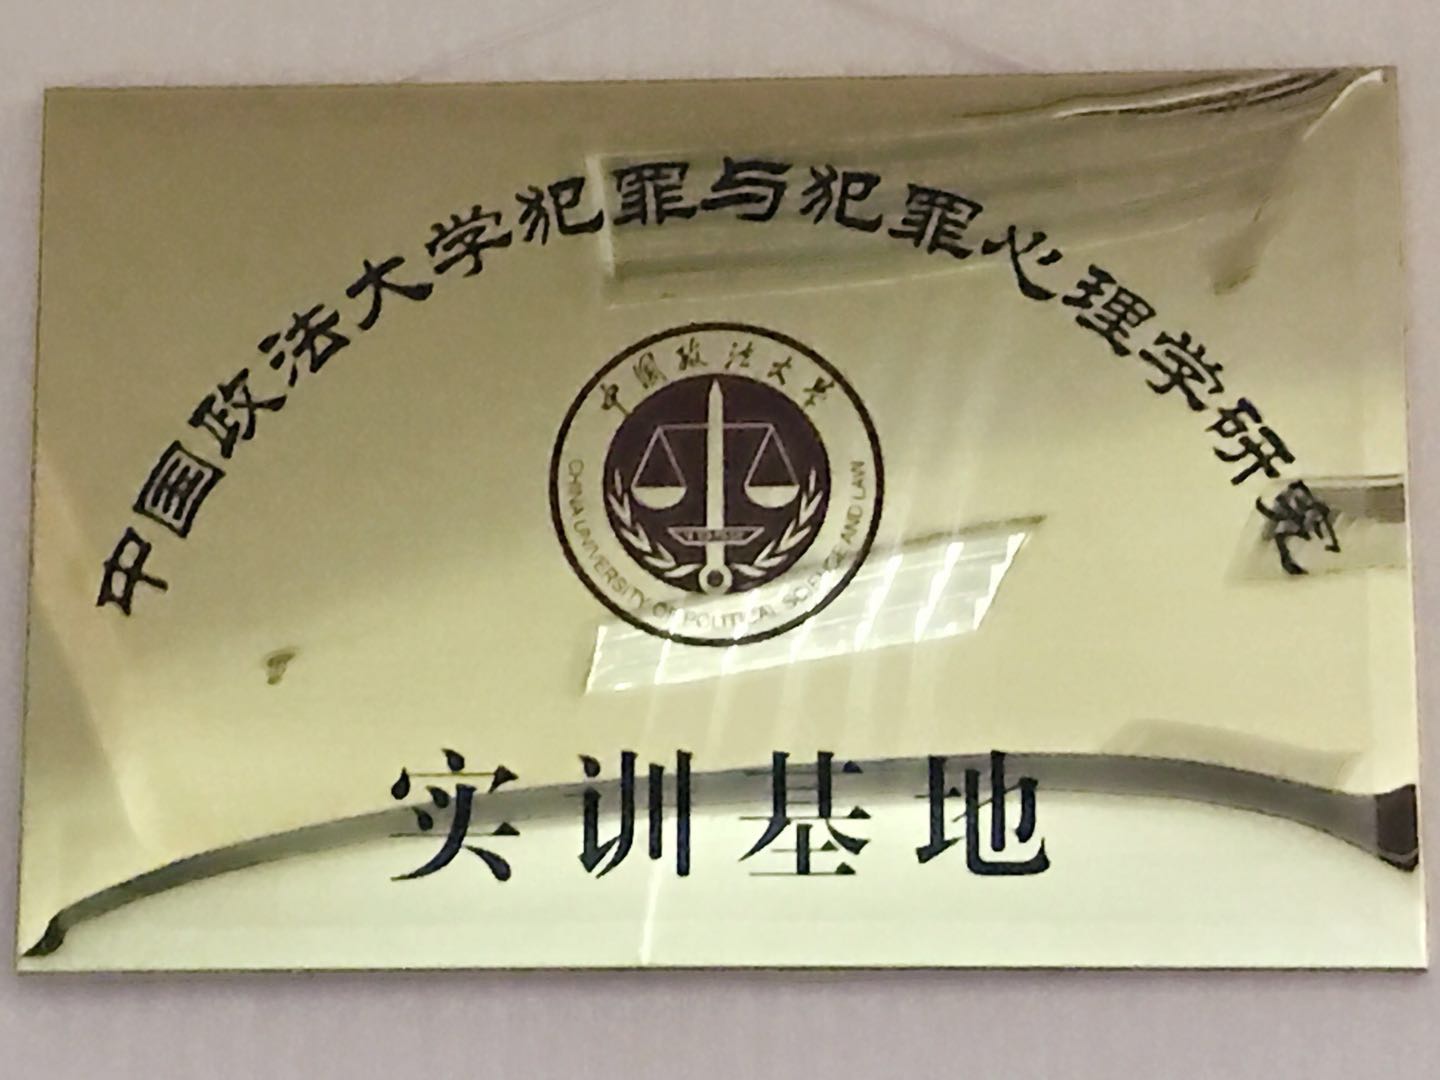 中国政法大学犯罪与犯罪心理学研究
中国政法大学
CHINA UNIVERSITY OF POLITICAL SCIENCE AND LAW
实训基地